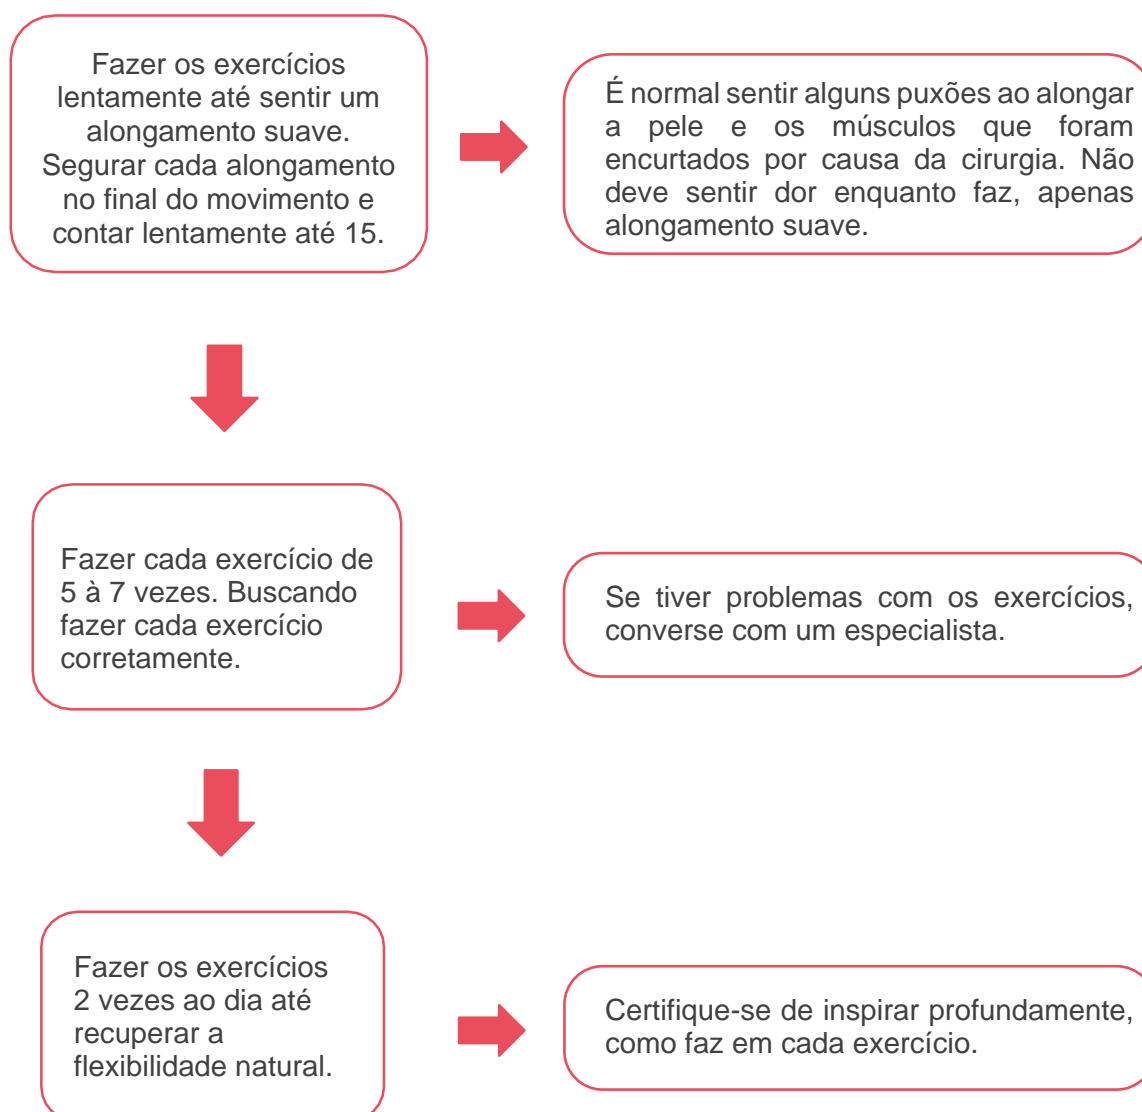 Fazer os exercícios
lentamente até sentir um
alongamento suave.
Segurar cada alongamento
no final do movimento e
contar lentamente até 15.
É normal sentir alguns puxões ao alongar
a pele e os músculos que foram
encurtados por causa da cirurgia. Não
deve sentir dor enquanto faz, apenas
alongamento suave.
Fazer cada exercício de
5 à 7 vezes. Buscando
fazer cada exercício
corretamente.
Se tiver problemas com os exercícios,
converse com um especialista.
Fazer os exercícios
2 vezes ao dia até
recuperar a
flexibilidade natural.
Certifique-se de inspirar profundamente,
como faz em cada exercício.